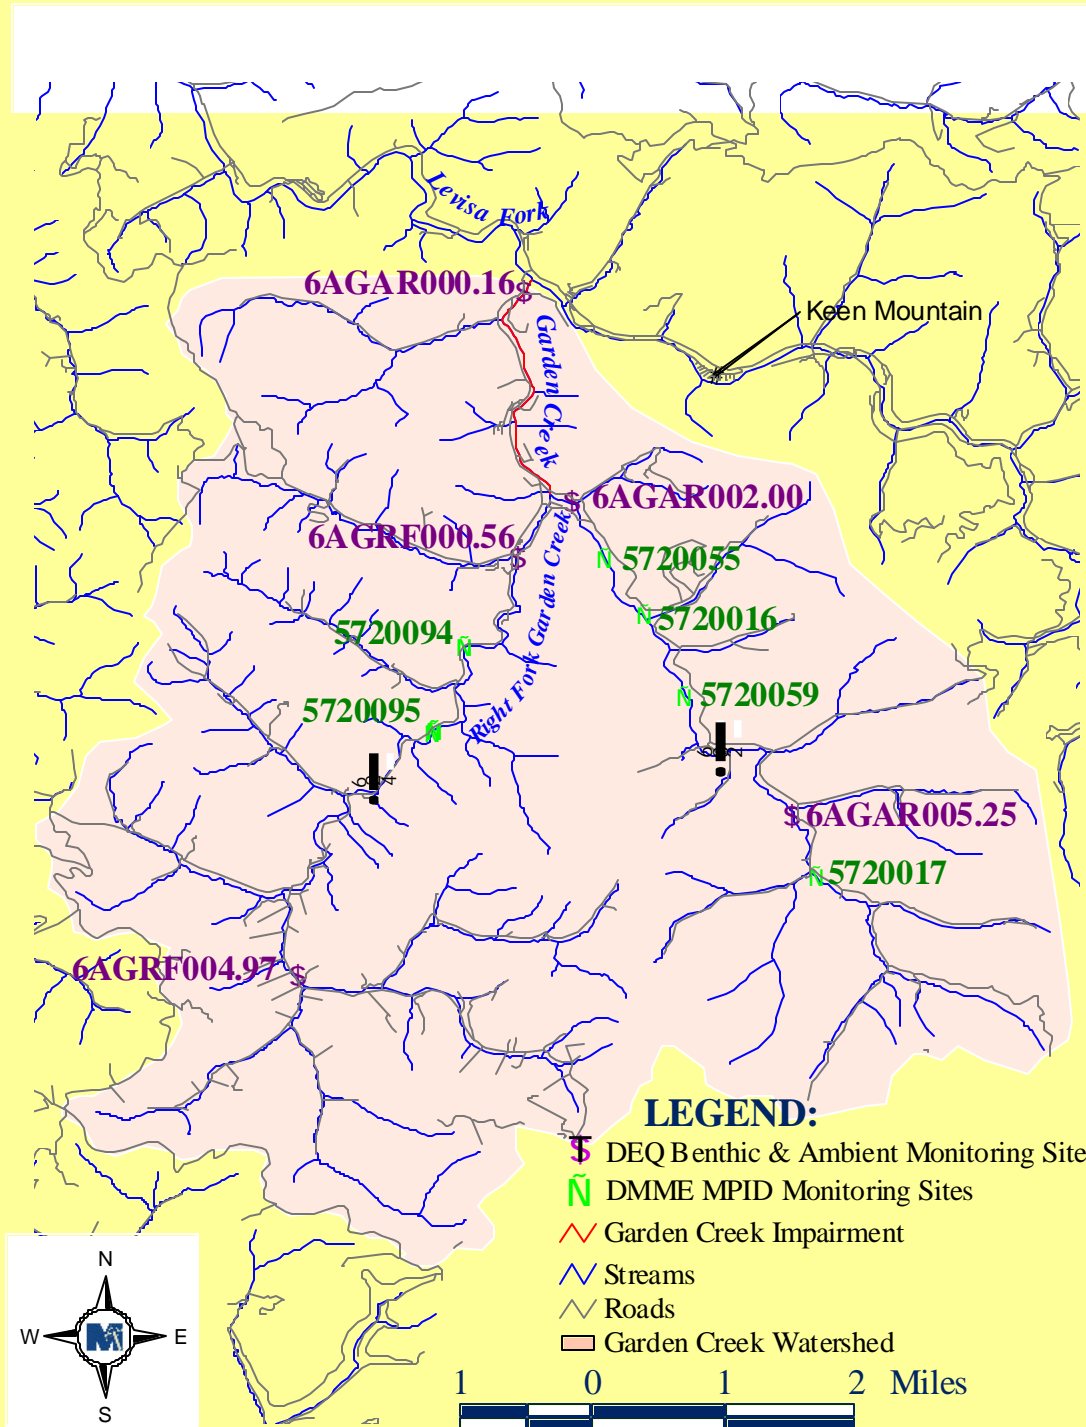 Levisa Fork
6AGAR000.16
$
Keen Mountain
Garden Creek
$
6AGAR002.00
6AGRF000.56
$
Right Fork Garden Creek
Ñ
5720055
Ñ
5720016
5720094
Ñ
Ñ
5720059
5720095
Ñ
$
6AGAR005.25
Ñ
5720017
6AGRF004.97
$
LEGEND:
$ DEQ Benthic & Ambient Monitoring Site
Ñ DMME MPID Monitoring Sites
Garden Creek Impairment
Streams
Roads
Garden Creek Watershed
N
W
M
E
S
1 0 1 2 Miles